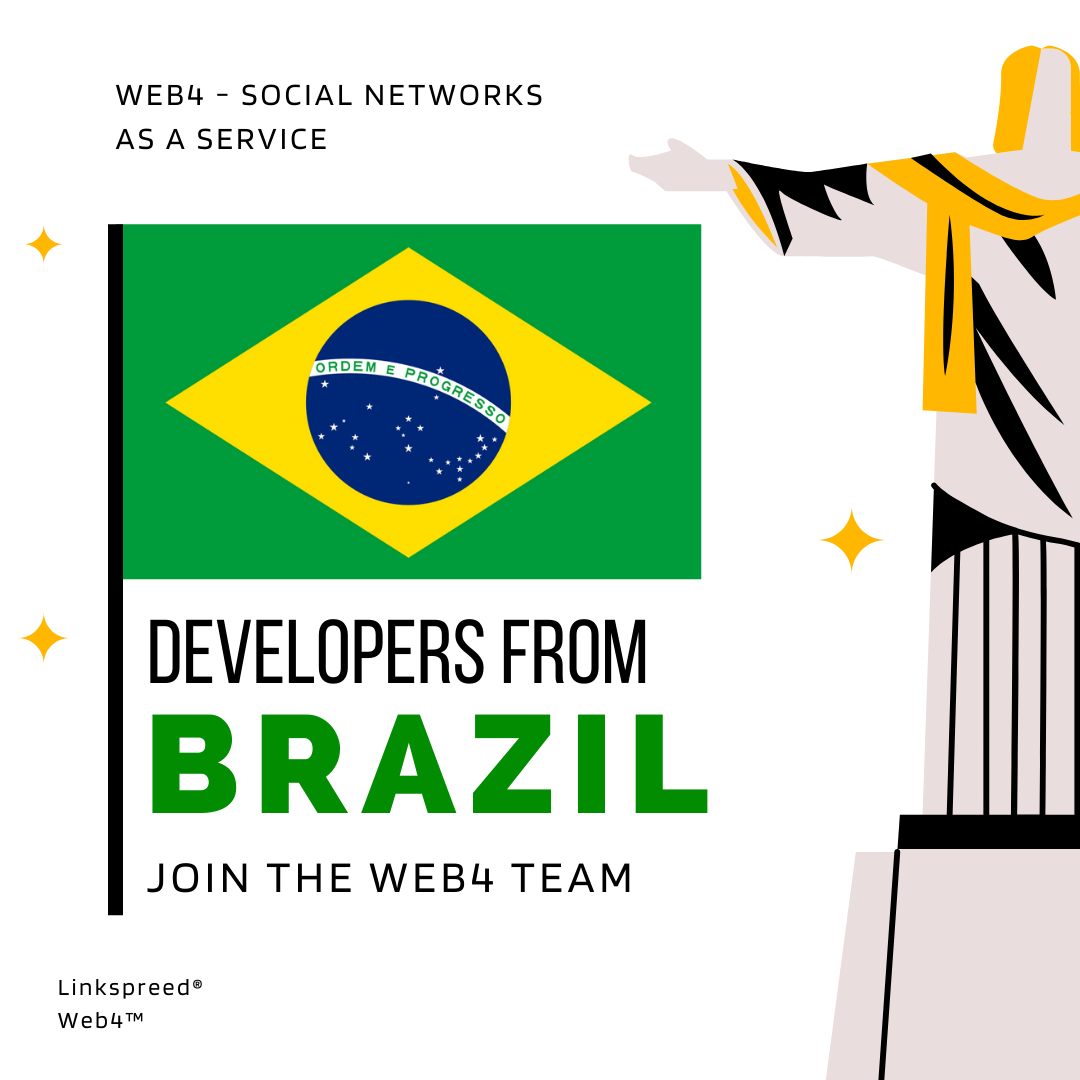 WEB4 - SOCIAL NETWORKS
AS A SERVICE
ORDEM E PROGRESSO
DEVELOPERS FROM
BRAZIL
JOIN THE WEB4 TEAM
Linkspreed®
Web4™